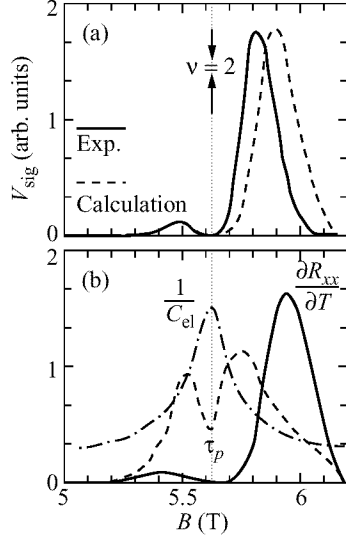 2
(a)
ν = 2
V_sig (arb. units)
1
Exp.
Calculation
0
2
(b)
1
C_el
∂R_xx
∂T
1
τ_p
0
5
5.5
6
B (T)